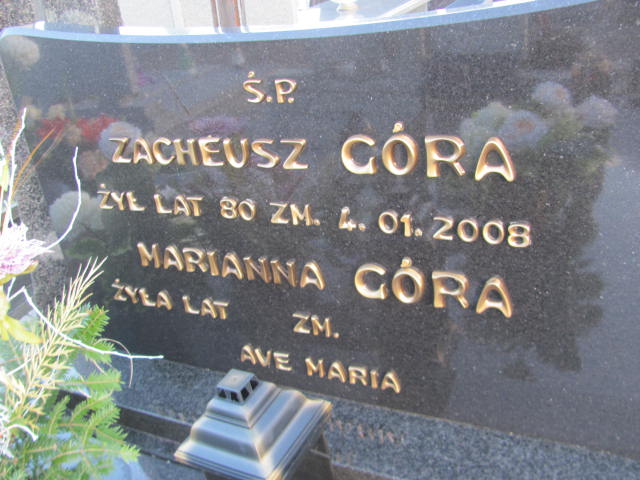 Ś.P.
ZACHEUSZ GÓRA
ŻYŁ LAT 80 ZM. 4.01.2008
MARIANNA GÓRA
ŻYŁA LAT ZM.
AVE MARIA